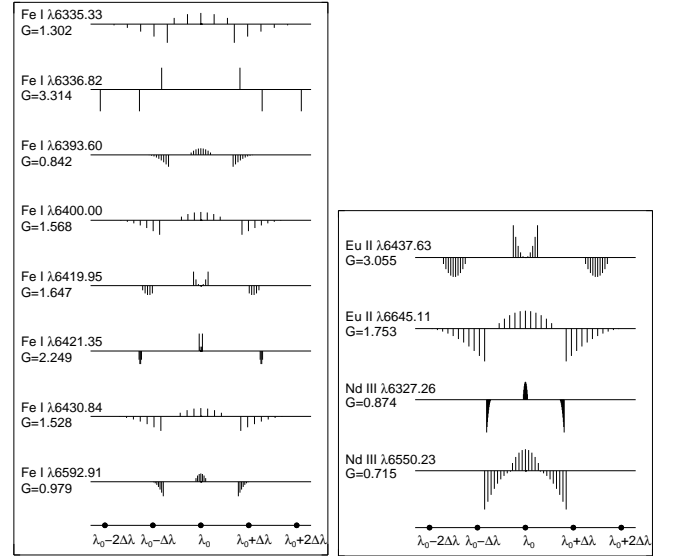 Fe I λ6335.33
G=1.302
Fe I λ6336.82
G=3.314
Fe I λ6393.60
G=0.842
Fe I λ6400.00
G=1.568
Fe I λ6419.95
G=1.647
Fe I λ6421.35
G=2.249
Fe I λ6430.84
G=1.528
Fe I λ6592.91
G=0.979
λ₀−2Δλ λ₀−Δλ λ₀ λ₀+Δλ λ₀+2Δλ
Eu II λ6437.63
G=3.055
Eu II λ6645.11
G=1.753
Nd III λ6327.26
G=0.874
Nd III λ6550.23
G=0.715
λ₀−2Δλ λ₀−Δλ λ₀ λ₀+Δλ λ₀+2Δλ